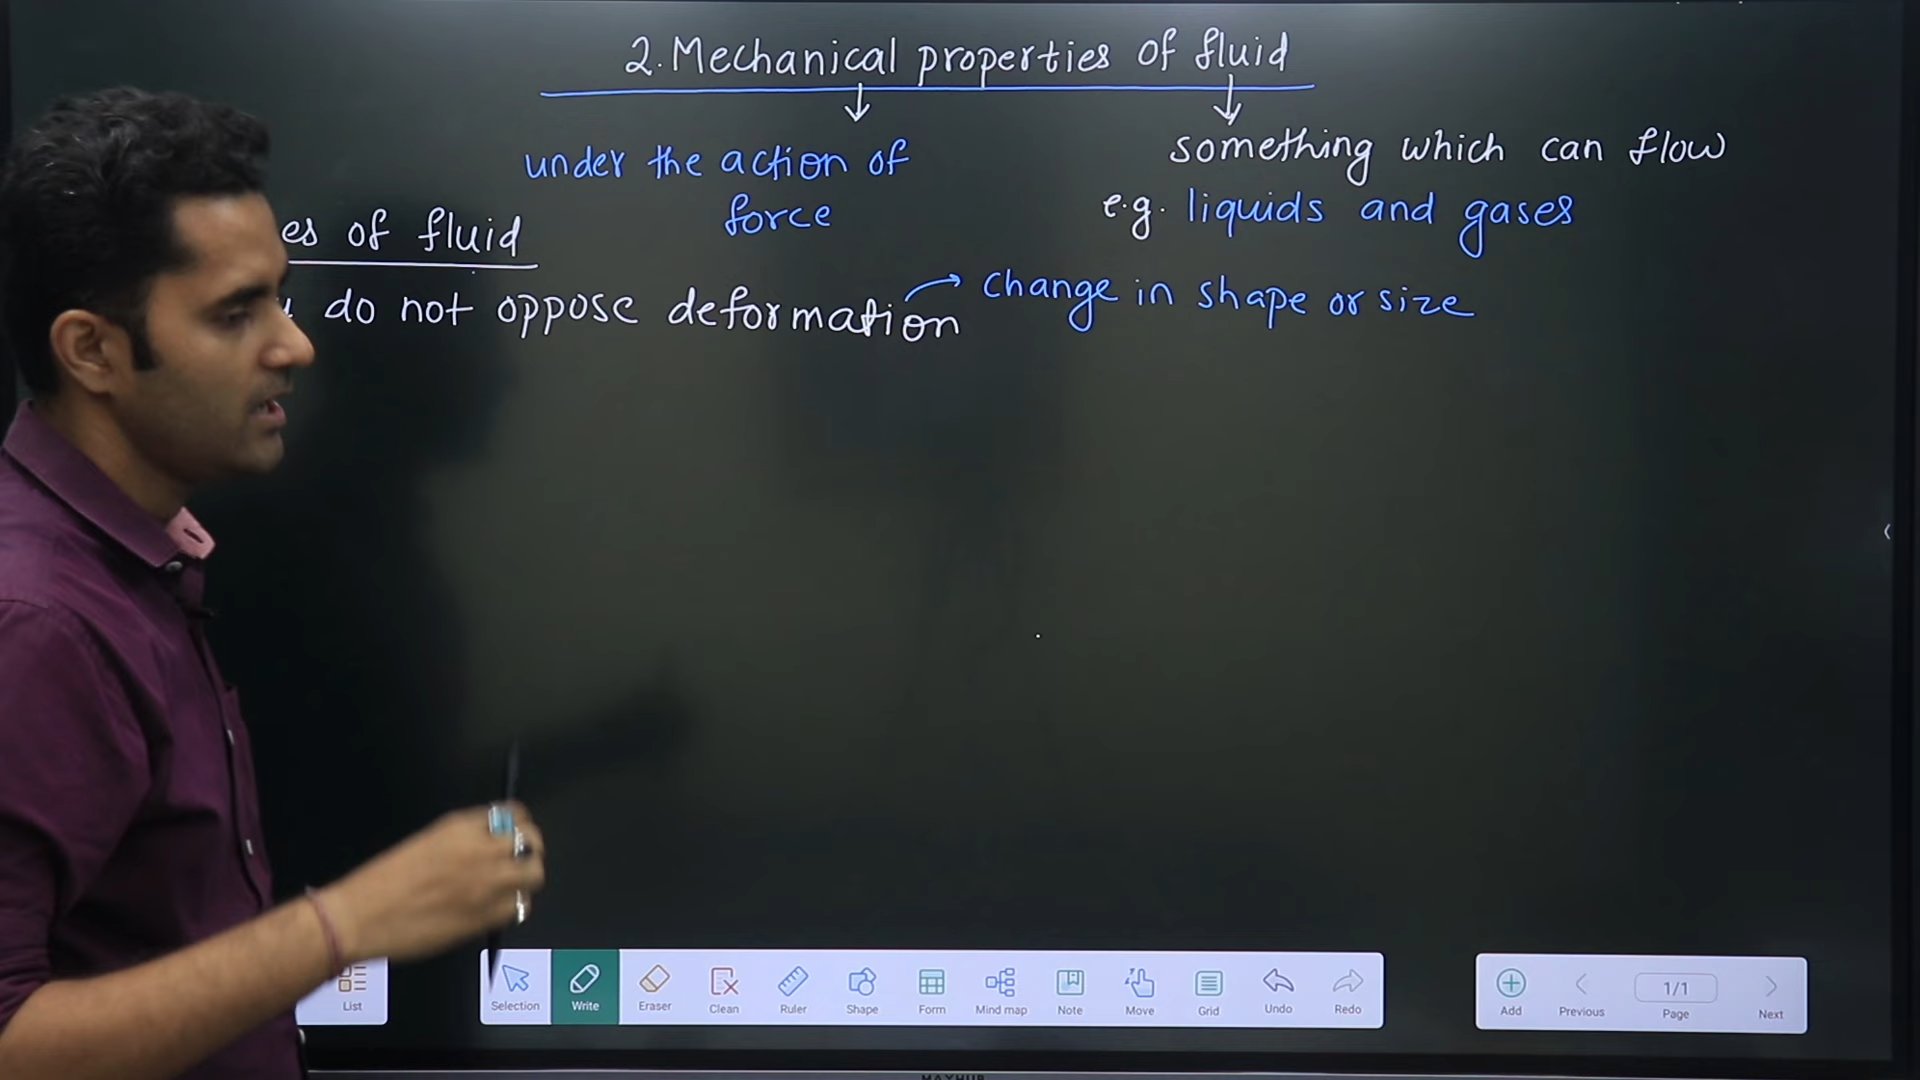 2. Mechanical properties of fluid
under the action of
force
something which can flow
e.g. liquids and gases
es of fluid
do not oppose deformation → change in shape or size
List
Selection Write Eraser Clean Ruler Shape Form Mind map Note Move Grid Undo Redo
Add Previous 1/1 Page Next